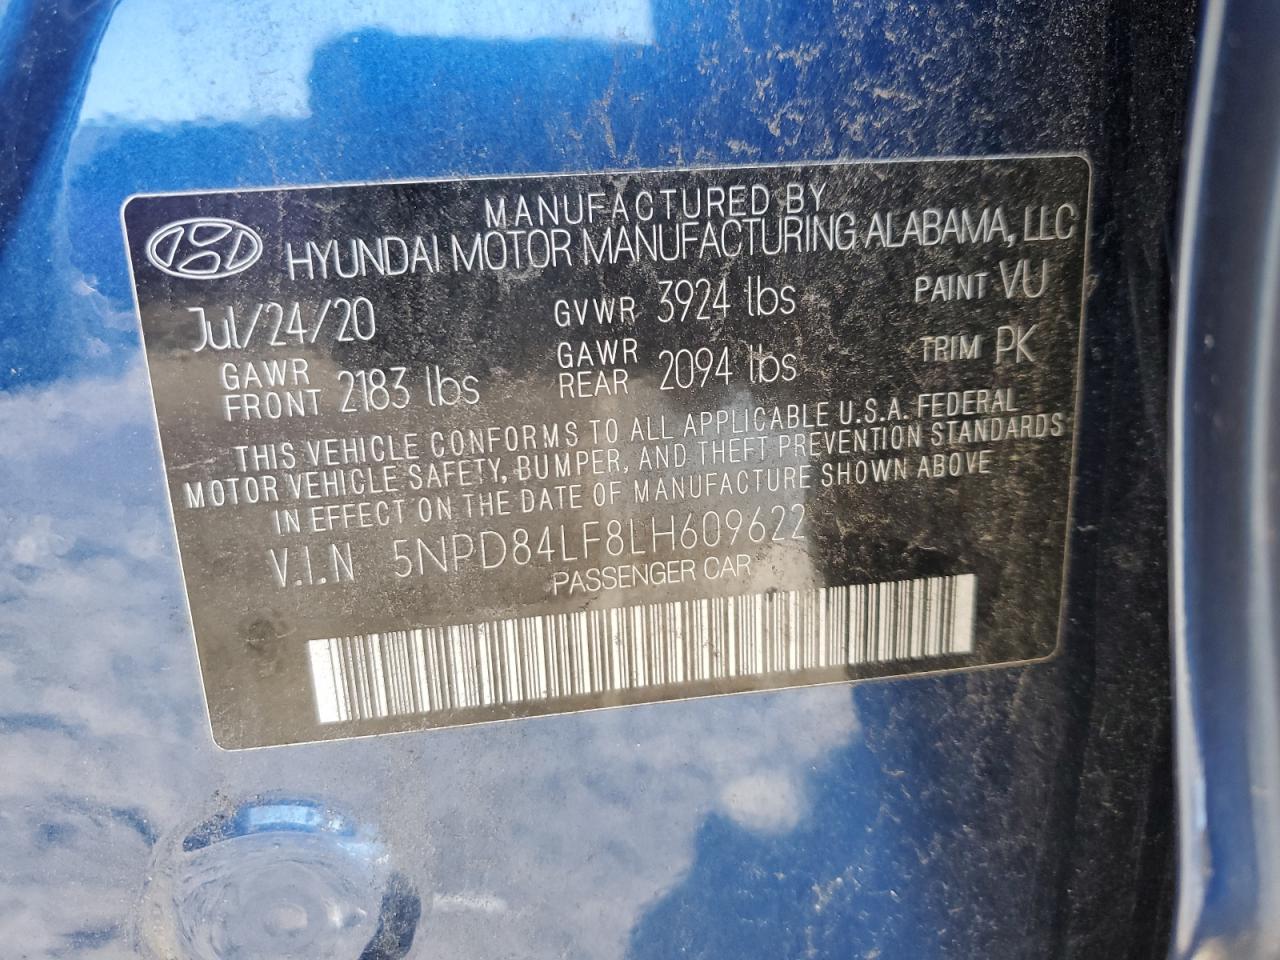 MANUFACTURED BY
HYUNDAI MOTOR MANUFACTURING ALABAMA, LLC
Jul/24/20 GVWR 3924 lbs PAINT VU
GAWR FRONT 2183 lbs GAWR REAR 2094 lbs TRIM PK
THIS VEHICLE CONFORMS TO ALL APPLICABLE U.S.A. FEDERAL
MOTOR VEHICLE SAFETY, BUMPER, AND THEFT PREVENTION STANDARDS
IN EFFECT ON THE DATE OF MANUFACTURE SHOWN ABOVE
V.I.N 5NPD84LF8LH609622
PASSENGER CAR